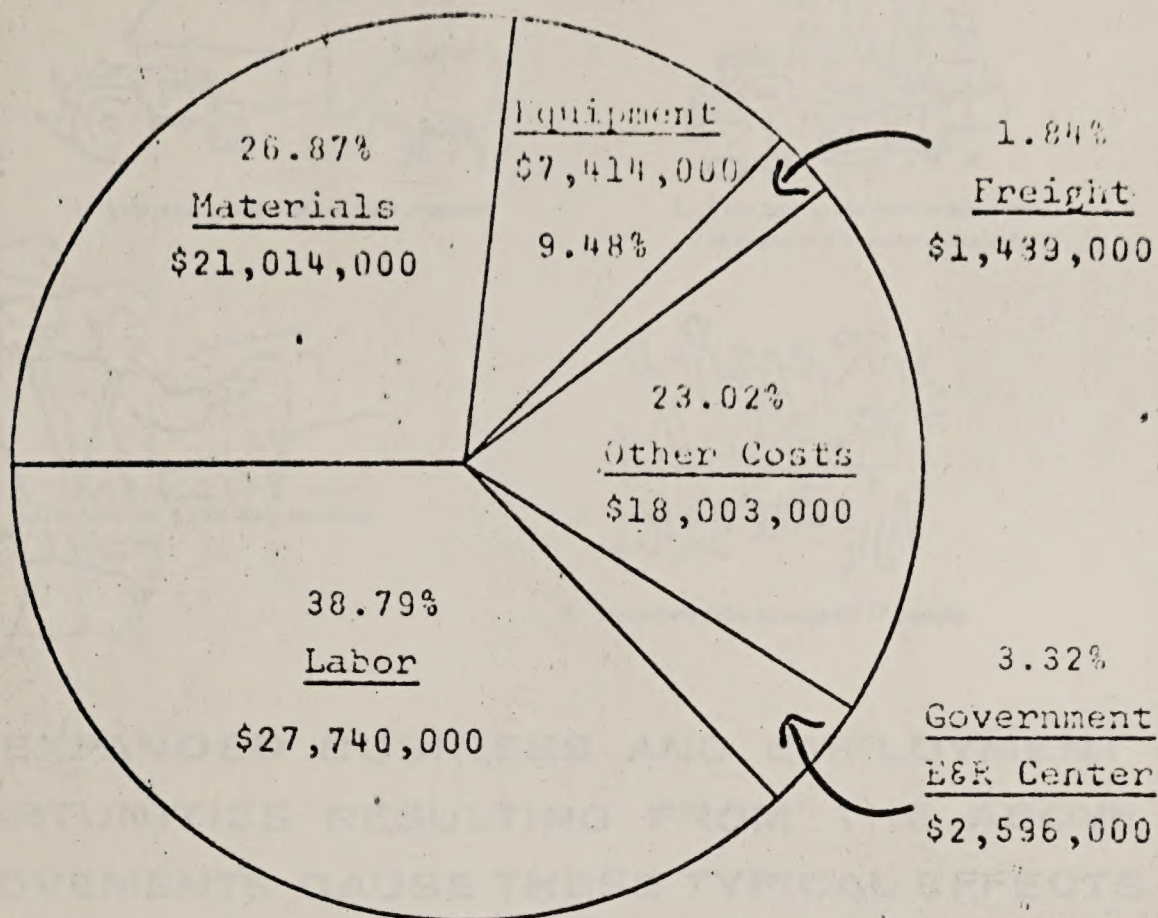 26.87%
Materials
$21,014,000
Equipment
$7,414,000
9.48%
1.84%
Freight
$1,439,000
23.02%
Other Costs
$18,003,000
38.79%
Labor
$27,740,000
3.32%
Government
E&R Center
$2,596,000